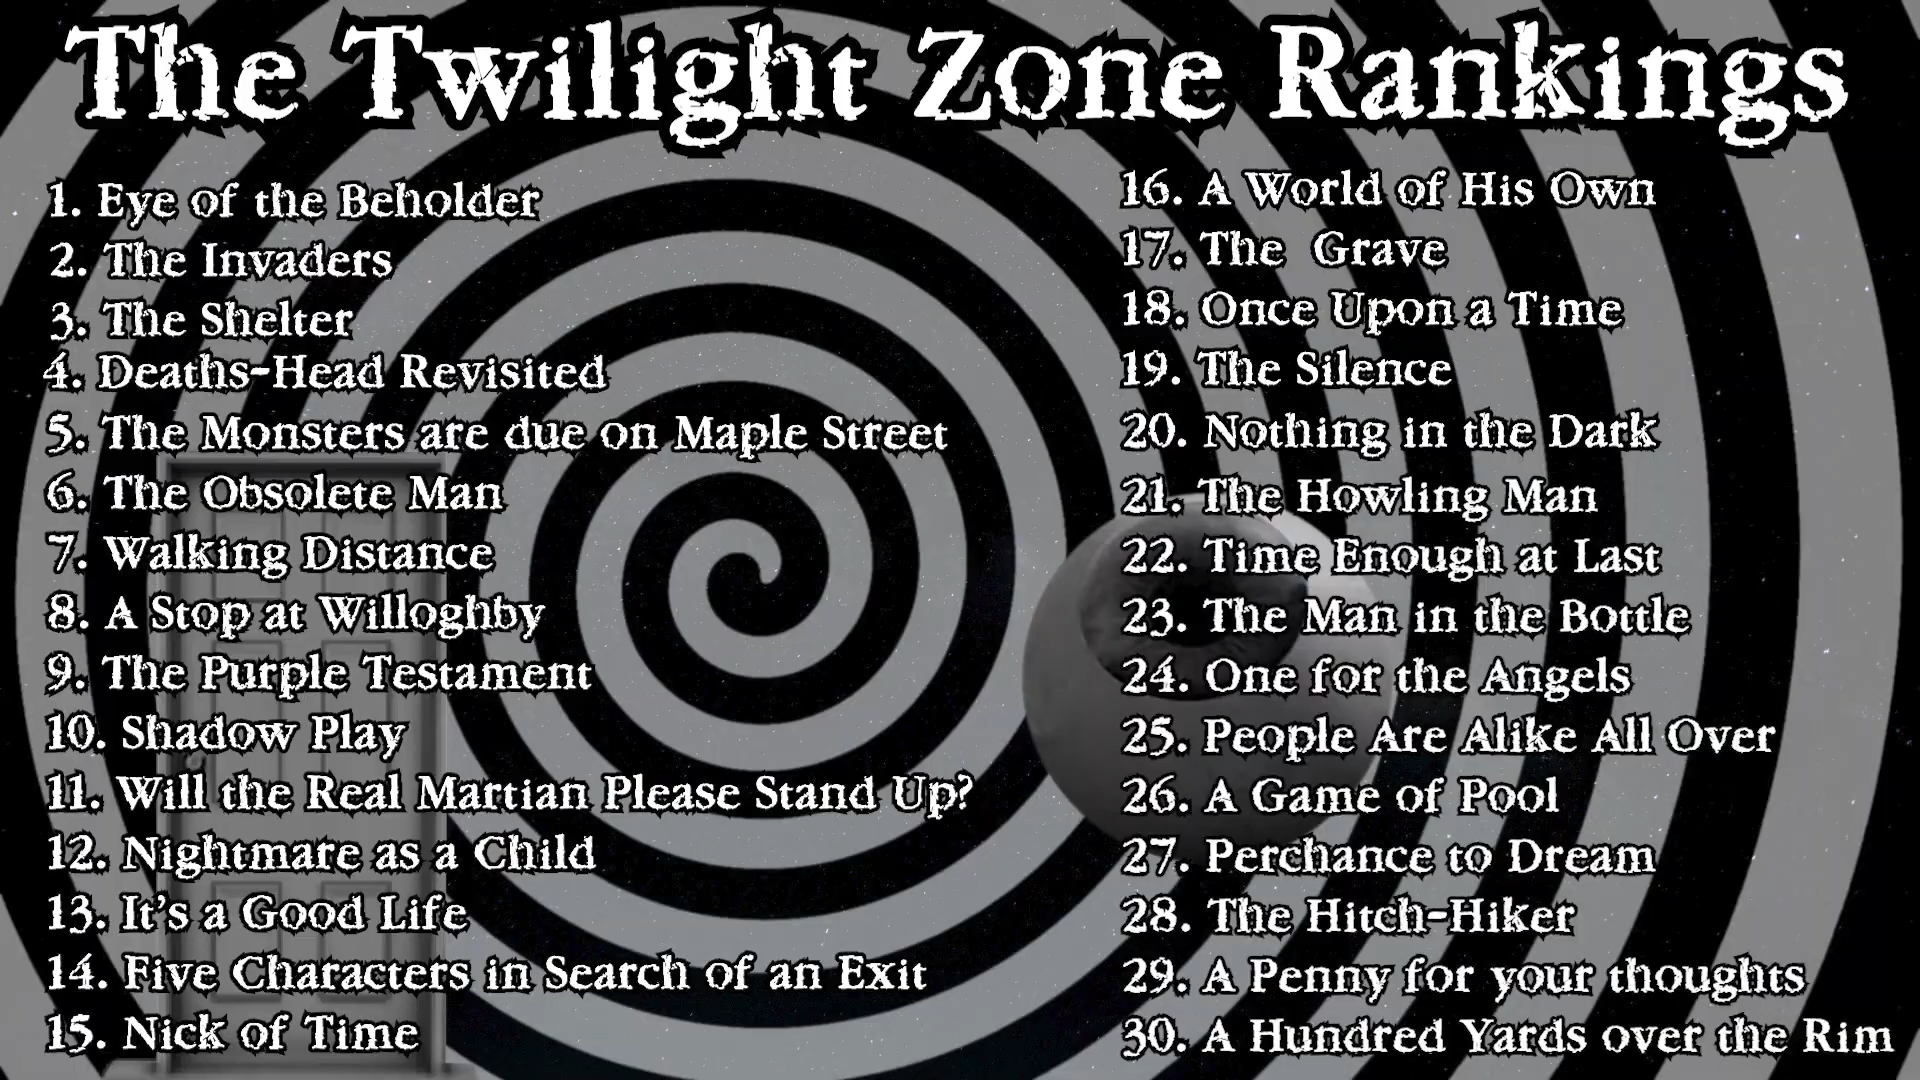 The Twilight Zone Rankings
1. Eye of the Beholder
2. The Invaders
3. The Shelter
4. Deaths-Head Revisited
5. The Monsters are due on Maple Street
6. The Obsolete Man
7. Walking Distance
8. A Stop at Willoghby
9. The Purple Testament
10. Shadow Play
11. Will the Real Martian Please Stand Up?
12. Nightmare as a Child
13. It's a Good Life
14. Five Characters in Search of an Exit
15. Nick of Time
16. A World of His Own
17. The  Grave
18. Once Upon a Time
19. The Silence
20. Nothing in the Dark
21. The Howling Man
22. Time Enough at Last
23. The Man in the Bottle
24. One for the Angels
25. People Are Alike All Over
26. A Game of Pool
27. Perchance to Dream
28. The Hitch-Hiker
29. A Penny for your thoughts
30. A Hundred Yards over the Rim